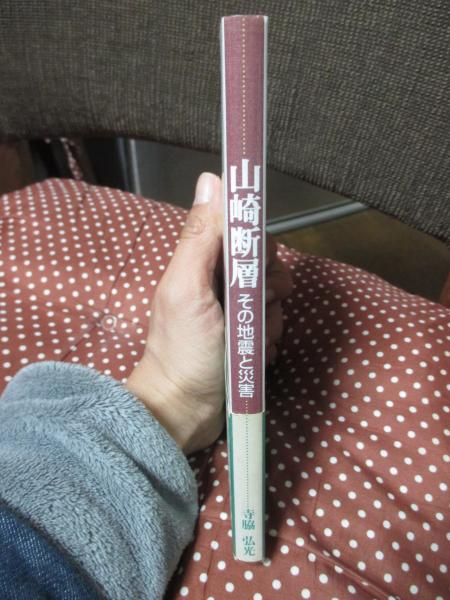 山崎断層
その地震と災害
寺脇 弘光